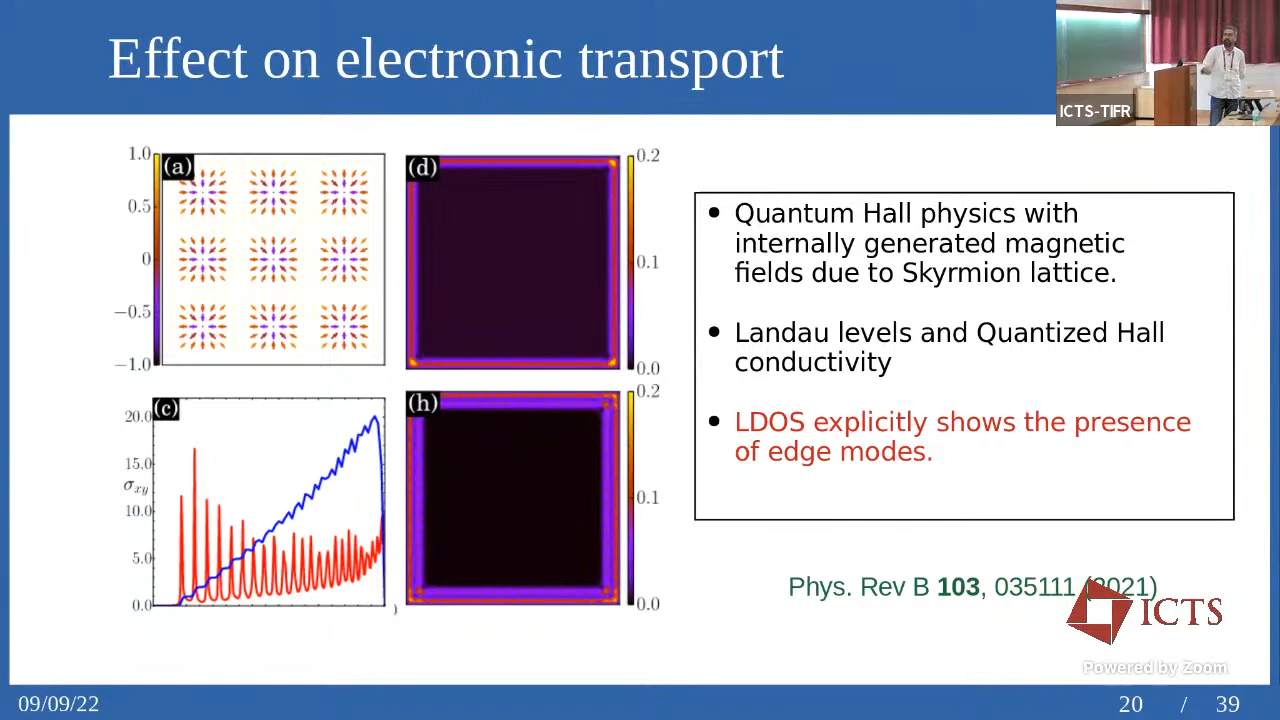 Effect on electronic transport
ICTS-TIFR
(a)
1.0
0.5
0
−0.5
−1.0
(d)
0.2
0.1
0.0
(c)
20.0
15.0
σxy
10.0
5.0
0.0
)
(h)
0.2
0.1
0.0
• Quantum Hall physics with
internally generated magnetic
fields due to Skyrmion lattice.
• Landau levels and Quantized Hall
conductivity
• LDOS explicitly shows the presence
of edge modes.
Phys. Rev B 103, 035111 (2021)
ICTS
Powered by Zoom
09/09/22
20 / 39